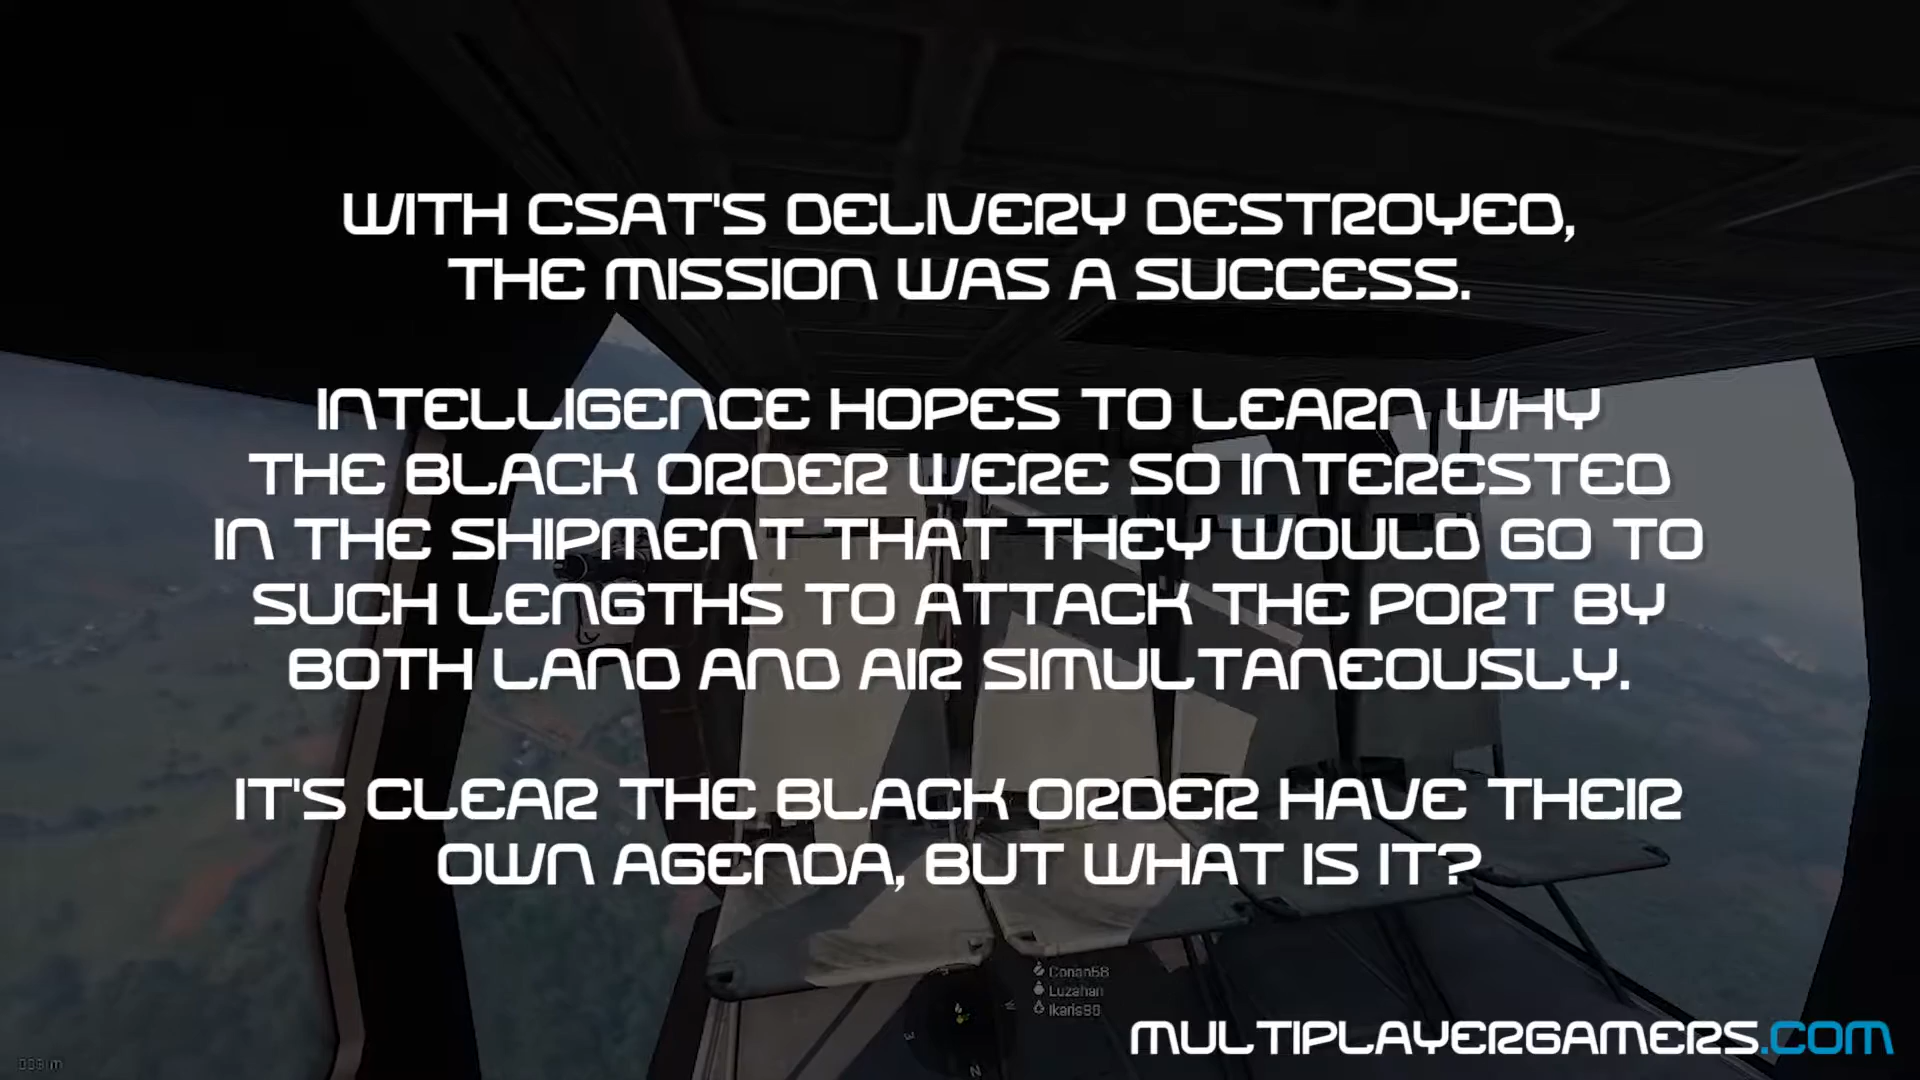 WITH CSAT'S DELIVERY DESTROYED,
THE MISSION WAS A SUCCESS.
INTELLIGENCE HOPES TO LEARN WHY
THE BLACK ORDER WERE SO INTERESTED
IN THE SHIPMENT THAT THEY WOULD GO TO
SUCH LENGTHS TO ATTACK THE PORT BY
BOTH LAND AND AIR SIMULTANEOUSLY.
IT'S CLEAR THE BLACK ORDER HAVE THEIR
OWN AGENDA, BUT WHAT IS IT?
Conan68
Luzahan
Ikaris90
N
MULTIPLAYERGAMERS.COM